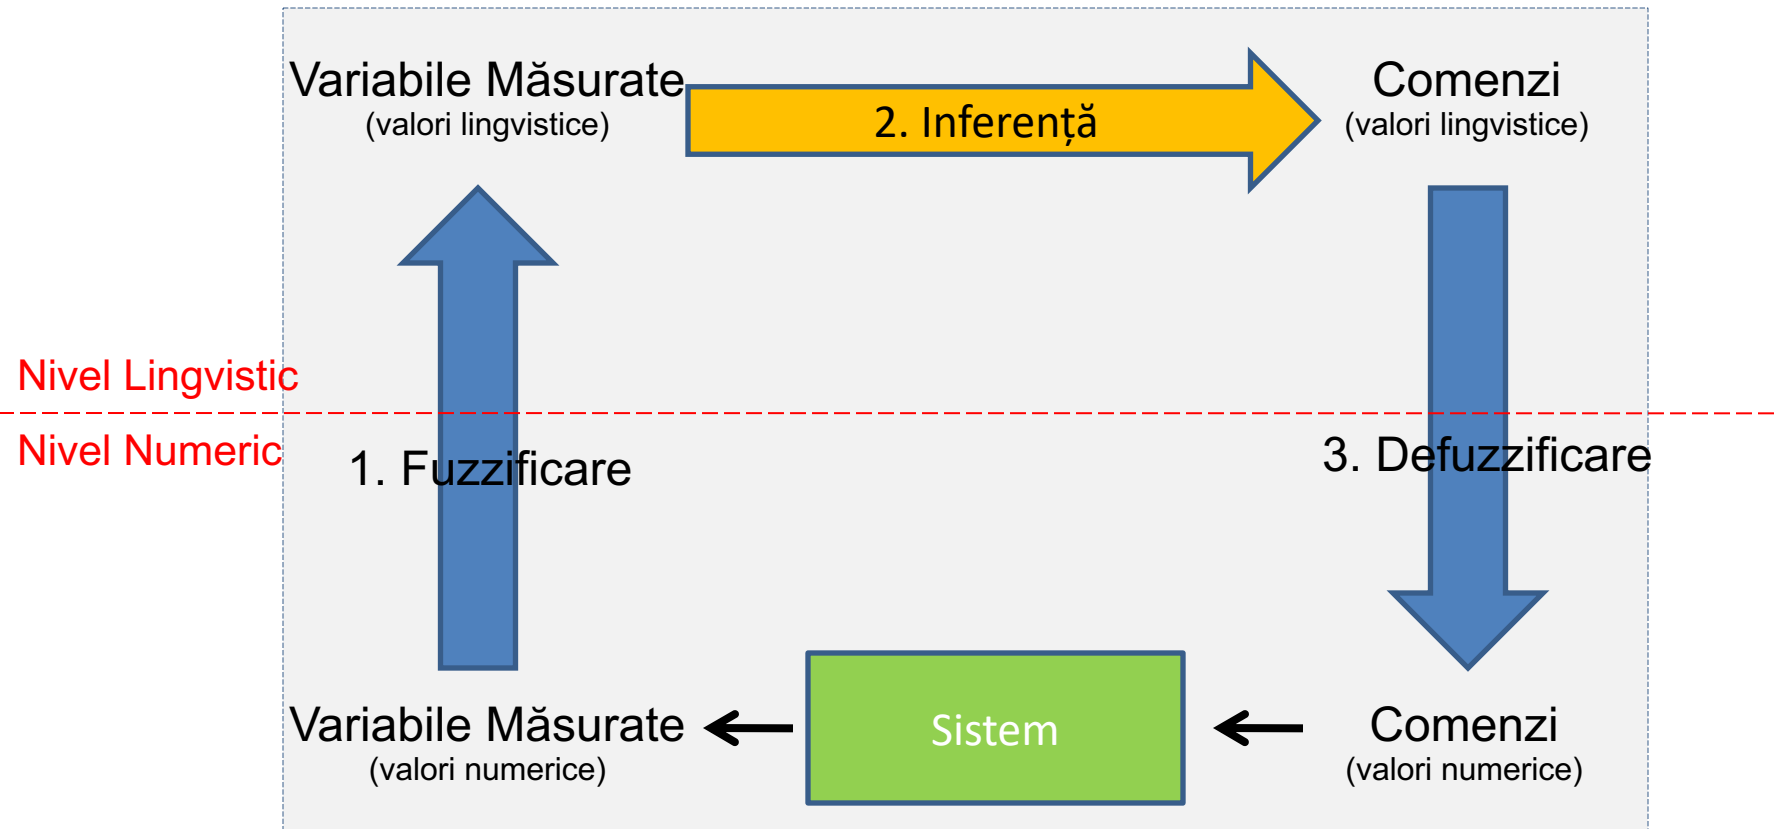 Variabile Măsurate
(valori lingvistice)
2. Inferență
Comenzi
(valori lingvistice)
Nivel Lingvistic
Nivel Numeric
1. Fuzzificare
3. Defuzzificare
Variabile Măsurate
(valori numerice)
Sistem
Comenzi
(valori numerice)